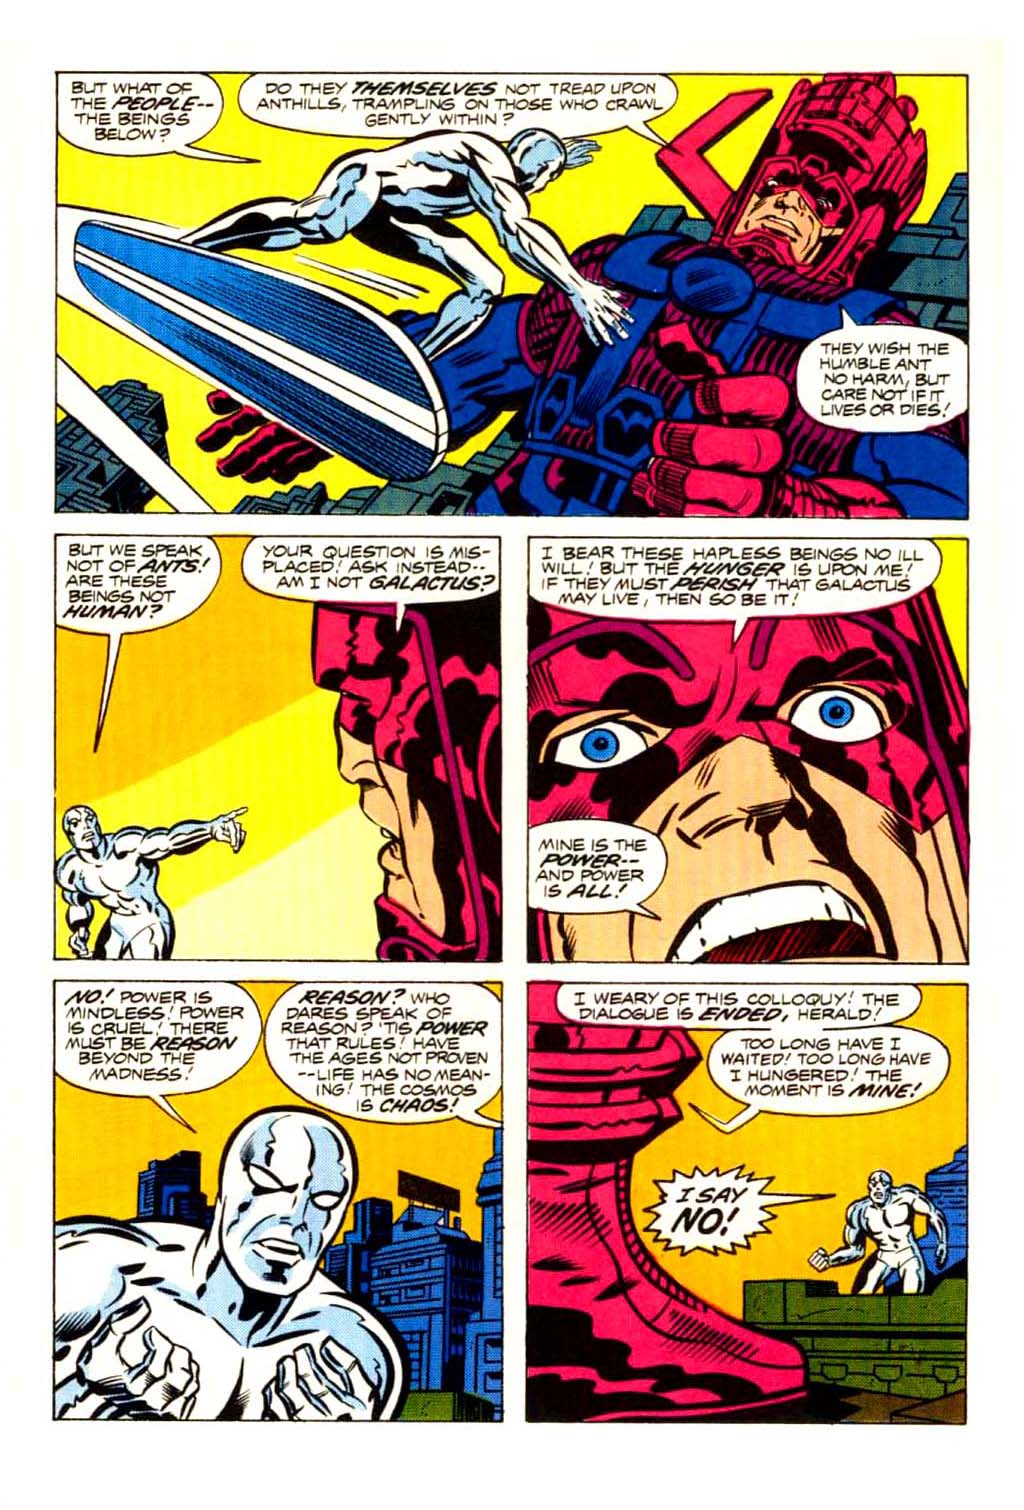 BUT WHAT OF
THE PEOPLE--
THE BEINGS
BELOW?
DO THEY THEMSELVES NOT TREAD UPON
ANTHILLS, TRAMPLING ON THOSE WHO CRAWL
GENTLY WITHIN?
THEY WISH THE
HUMBLE ANT
NO HARM, BUT
CARE NOT IF IT
LIVES OR DIES!
BUT WE SPEAK
NOT OF ANTS!
ARE THESE
BEINGS NOT
HUMAN?
YOUR QUESTION IS MIS-
PLACED! ASK INSTEAD--
AM I NOT GALACTUS?
I BEAR THESE HAPLESS BEINGS NO ILL
WILL! BUT THE HUNGER IS UPON ME!
IF THEY MUST PERISH THAT GALACTUS
MAY LIVE, THEN SO BE IT!
MINE IS THE
POWER--
AND POWER
IS ALL!
NO! POWER IS
MINDLESS! POWER
IS CRUEL! THERE
MUST BE REASON
BEYOND THE
MADNESS!
REASON? WHO
DARES SPEAK OF
REASON? 'TIS POWER
THAT RULES! HAVE
THE AGES NOT PROVEN
--LIFE HAS NO MEAN-
ING! THE COSMOS
IS CHAOS!
I WEARY OF THIS COLLOQUY! THE
DIALOGUE IS ENDED, HERALD!
TOO LONG HAVE I
WAITED! TOO LONG HAVE
I HUNGERED! THE
MOMENT IS MINE!
I SAY
NO!